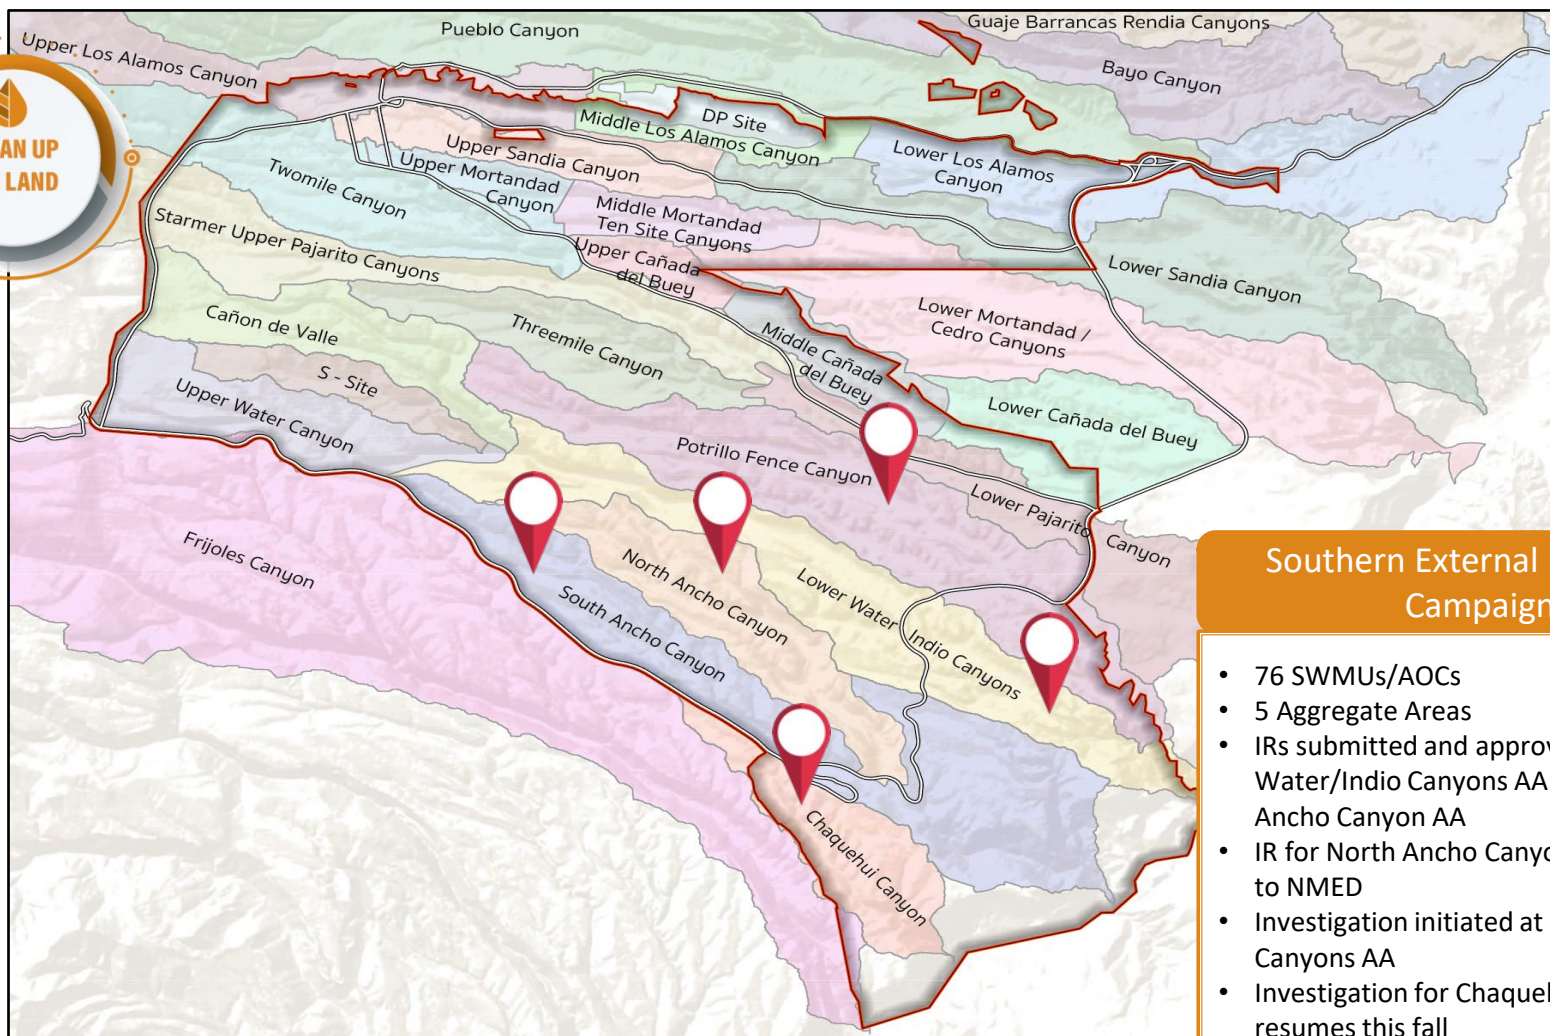 Pueblo Canyon
Guaje Barrancas Rendia Canyons
Upper Los Alamos Canyon
Bayo Canyon
AN UP
LAND
DP Site
Middle Los Alamos Canyon
Upper Sandia Canyon
Lower Los Alamos
Canyon
Upper Mortandad
Canyon
Twomile Canyon
Middle Mortandad
Ten Site Canyons
Starmer Upper Pajarito Canyons
Upper Cañada
del Buey
Lower Sandia Canyon
Lower Mortandad /
Cedro Canyons
Cañon de Valle
Threemile Canyon
Middle Cañada
del Buey
S - Site
Upper Water Canyon
Lower Cañada del Buey
Potrillo Fence Canyon
Lower Pajarito Canyon
Frijoles Canyon
North Ancho Canyon
South Ancho Canyon
Lower Water Indio Canyons
Chaquehui Canyon
Southern External
Campaign
• 76 SWMUs/AOCs
• 5 Aggregate Areas
• IRs submitted and approv
Water/Indio Canyons AA
Ancho Canyon AA
• IR for North Ancho Canyo
to NMED
• Investigation initiated at
Canyons AA
• Investigation for Chaque
resumes this fall